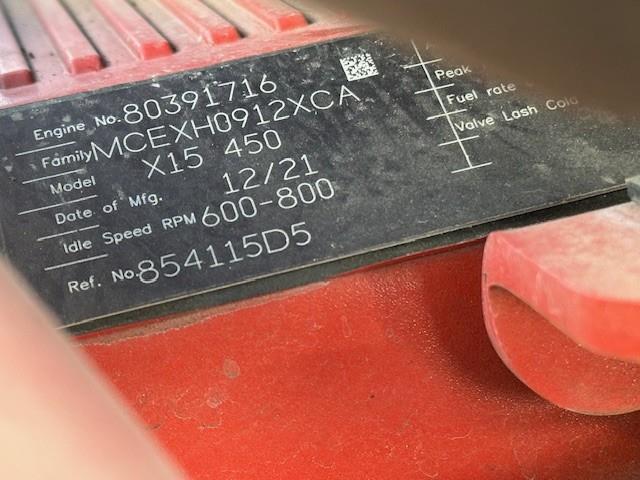 Engine No. 80391716
Family MCEXH0912XCA
Model X15 450
Date of Mfg. 12/21
Idle Speed RPM 600-800
Ref. No. 854115D5
Peak
Fuel rate
Valve Lash Cold